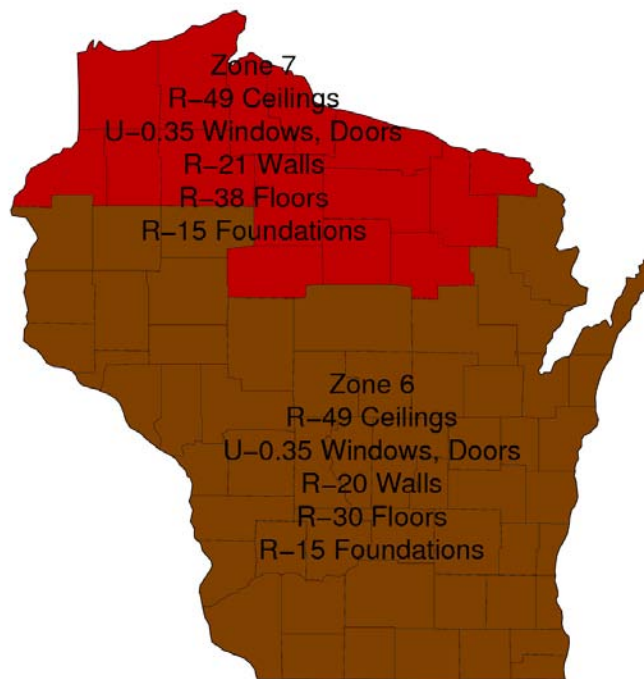 Zone 7
R−49 Ceilings
U−0.35 Windows, Doors
R−21 Walls
R−38 Floors
R−15 Foundations
Zone 6
R−49 Ceilings
U−0.35 Windows, Doors
R−20 Walls
R−30 Floors
R−15 Foundations